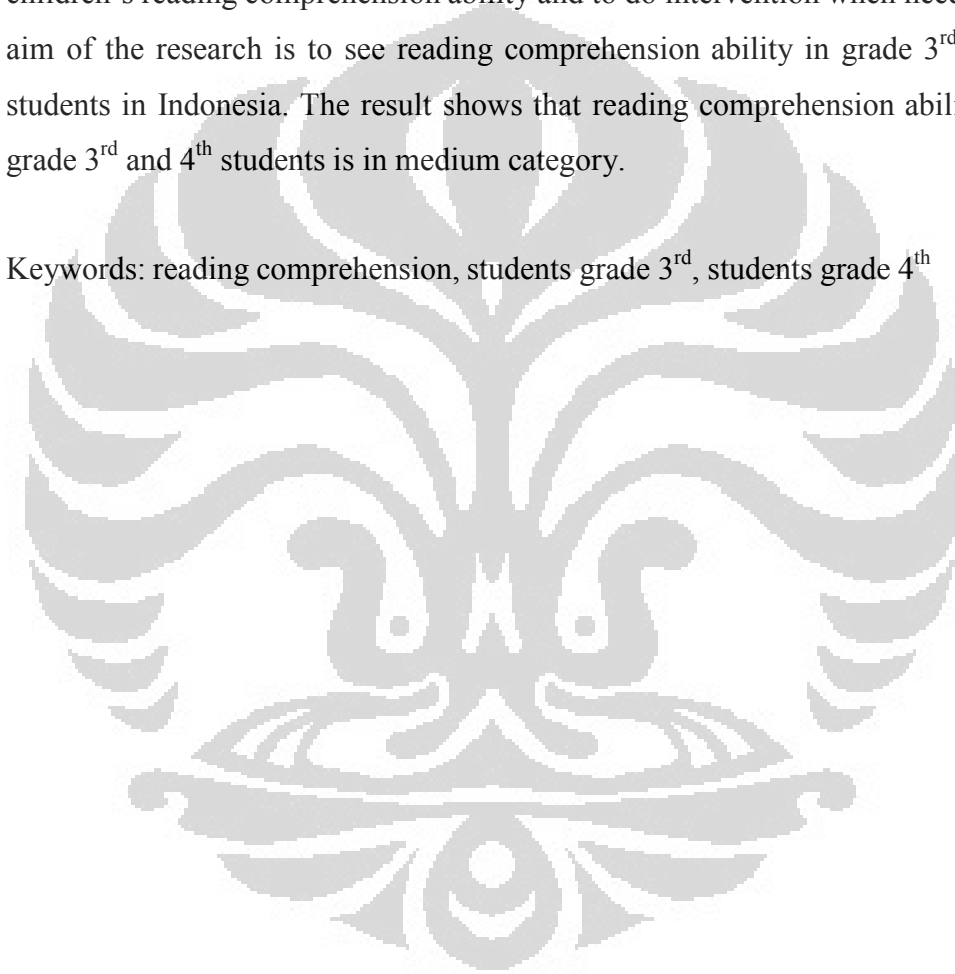 children's reading comprehension ability and to do intervention when
aim of the research is to see reading comprehension ability in grade 3rd
students in Indonesia. The result shows that reading comprehension
grade 3rd and 4th students is in medium category.
Keywords: reading comprehension, students grade 3rd, students grade 4th